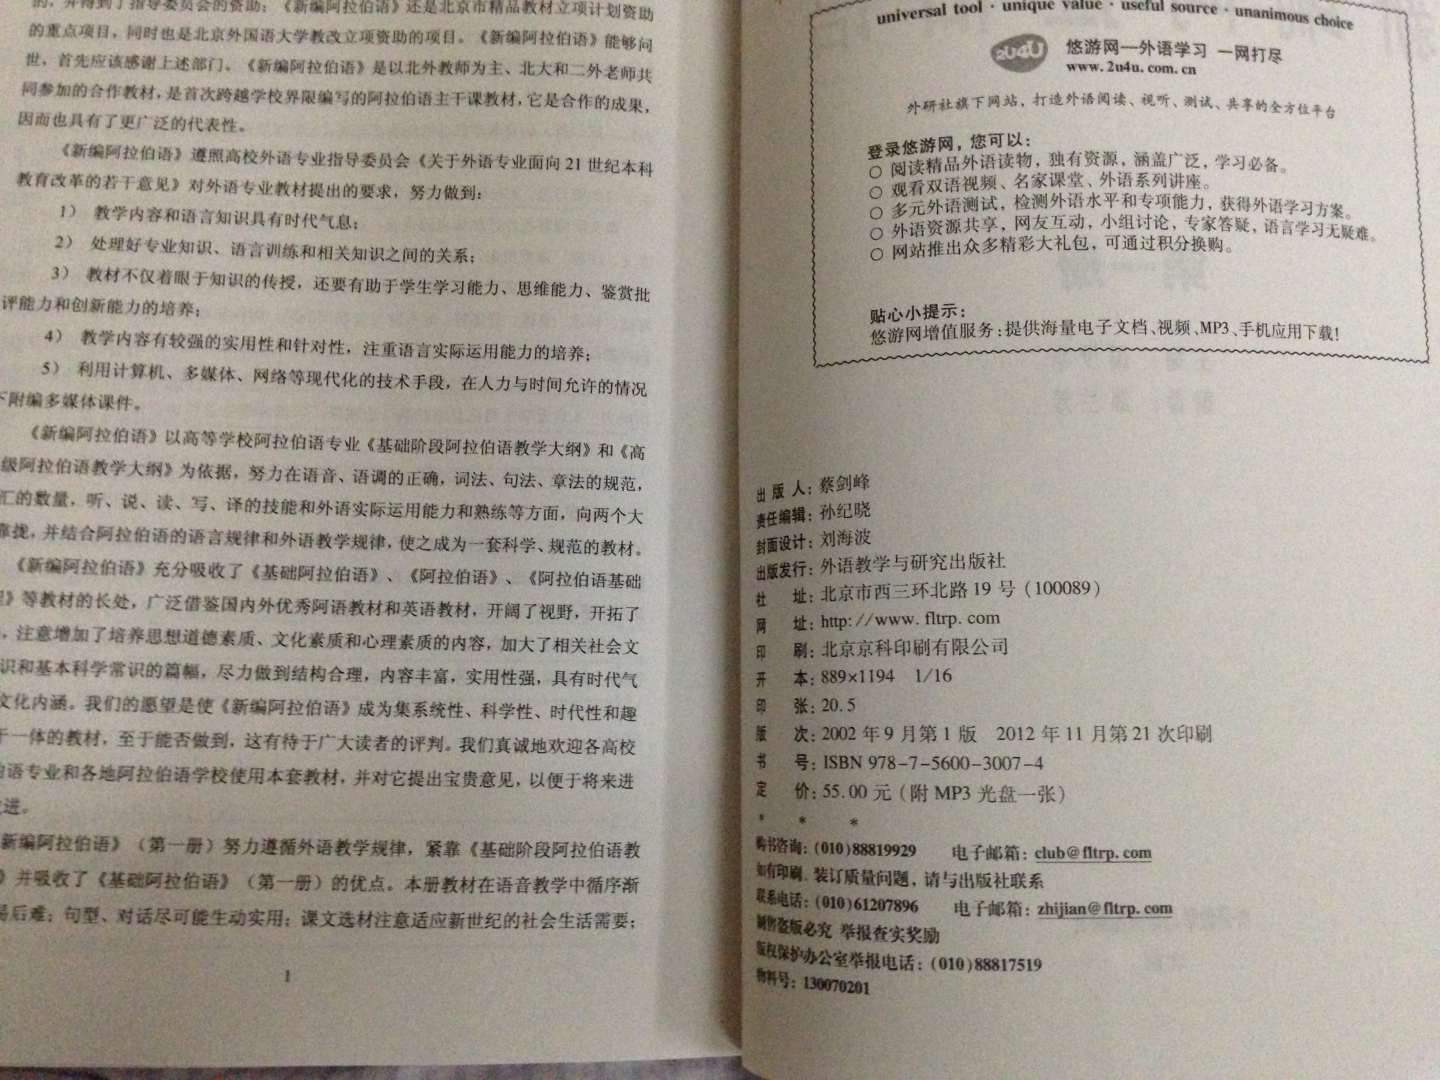 的，并得到了指导委员会的资助；《新编阿拉伯语》还是北京市精品教材立项计划资助
的重点项目，同时也是北京外国语大学教改立项资助的项目。《新编阿拉伯语》能够问
世，首先应该感谢上述部门。《新编阿拉伯语》是以北外教师为主、北大和二外老师共
同参加的合作教材，是首次跨越学校界限编写的阿拉伯语主干课教材，它是合作的成果，
因而也具有了更广泛的代表性。
《新编阿拉伯语》遵照高校外语专业指导委员会《关于外语专业面向 21 世纪本科
教育改革的若干意见》对外语专业教材提出的要求，努力做到：
1） 教学内容和语言知识具有时代气息；
2） 处理好专业知识、语言训练和相关知识之间的关系；
3） 教材不仅着眼于知识的传授，还要有助于学生学习能力、思维能力、鉴赏批
评能力和创新能力的培养；
4） 教学内容有较强的实用性和针对性，注重语言实际运用能力的培养；
5） 利用计算机、多媒体、网络等现代化的技术手段，在人力与时间允许的情况
下附编多媒体课件。
《新编阿拉伯语》以高等学校阿拉伯语专业《基础阶段阿拉伯语教学大纲》和《高
级阿拉伯语教学大纲》为依据，努力在语音、语调的正确，词法、句法、章法的规范，
汇的数量，听、说、读、写、译的技能和外语实际运用能力和熟练等方面，向两个大
靠拢，并结合阿拉伯语的语言规律和外语教学规律，使之成为一套科学、规范的教材。
《新编阿拉伯语》充分吸收了《基础阿拉伯语》、《阿拉伯语》、《阿拉伯语基础
》等教材的长处，广泛借鉴国内外优秀阿语教材和英语教材，开阔了视野，开拓了
，注意增加了培养思想道德素质、文化素质和心理素质的内容，加大了相关社会文
识和基本科学常识的篇幅，尽力做到结构合理，内容丰富，实用性强，具有时代气
文化内涵。我们的愿望是使《新编阿拉伯语》成为集系统性、科学性、时代性和趣
于一体的教材，至于能否做到，这有待于广大读者的评判。我们真诚地欢迎各高校
伯语专业和各地阿拉伯语学校使用本套教材，并对它提出宝贵意见，以便于将来进
改进。
新编阿拉伯语》（第一册）努力遵循外语教学规律，紧靠《基础阶段阿拉伯语教
》并吸收了《基础阿拉伯语》（第一册）的优点。本册教材在语音教学中循序渐
易后难；句型、对话尽可能生动实用；课文选材注意适应新世纪的社会生活需要；
1
universal tool · unique value · useful source · unanimous choice
2U4U 悠游网—外语学习 一网打尽
www.2u4u.com.cn
外研社旗下网站，打造外语阅读、视听、测试、共享的全方位平台
登录悠游网，您可以：
○ 阅读精品外语读物，独有资源，涵盖广泛，学习必备。
○ 观看双语视频、名家课堂、外语系列讲座。
○ 多元外语测试，检测外语水平和专项能力，获得外语学习方案。
○ 外语资源共享，网友互动，小组讨论，专家答疑，语言学习无疑难。
○ 网站推出众多精彩大礼包，可通过积分换购。
贴心小提示：
悠游网增值服务：提供海量电子文档、视频、MP3、手机应用下载！
出 版 人：蔡剑峰
责任编辑：孙纪晓
封面设计：刘海波
出版发行：外语教学与研究出版社
社 址：北京市西三环北路 19 号 (100089)
网 址：http://www.fltrp.com
印 刷：北京京科印刷有限公司
开 本：889×1194 1/16
印 张：20.5
版 次：2002 年 9 月第 1 版 2012 年 11 月第 21 次印刷
书 号：ISBN 978-7-5600-3007-4
定 价：55.00 元 (附 MP3 光盘一张)
* * *
购书咨询：(010)88819929 电子邮箱：club@fltrp.com
如有印刷、装订质量问题，请与出版社联系
联系电话：(010)61207896 电子邮箱：zhijian@fltrp.com
制售盗版必究 举报查实奖励
版权保护办公室举报电话：(010)88817519
物料号：130070201